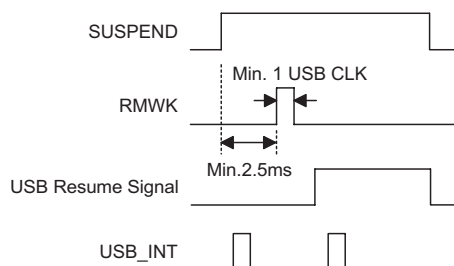 SUSPEND
Min. 1 USB CLK
RMWK
Min.2.5ms
USB Resume Signal
USB_INT